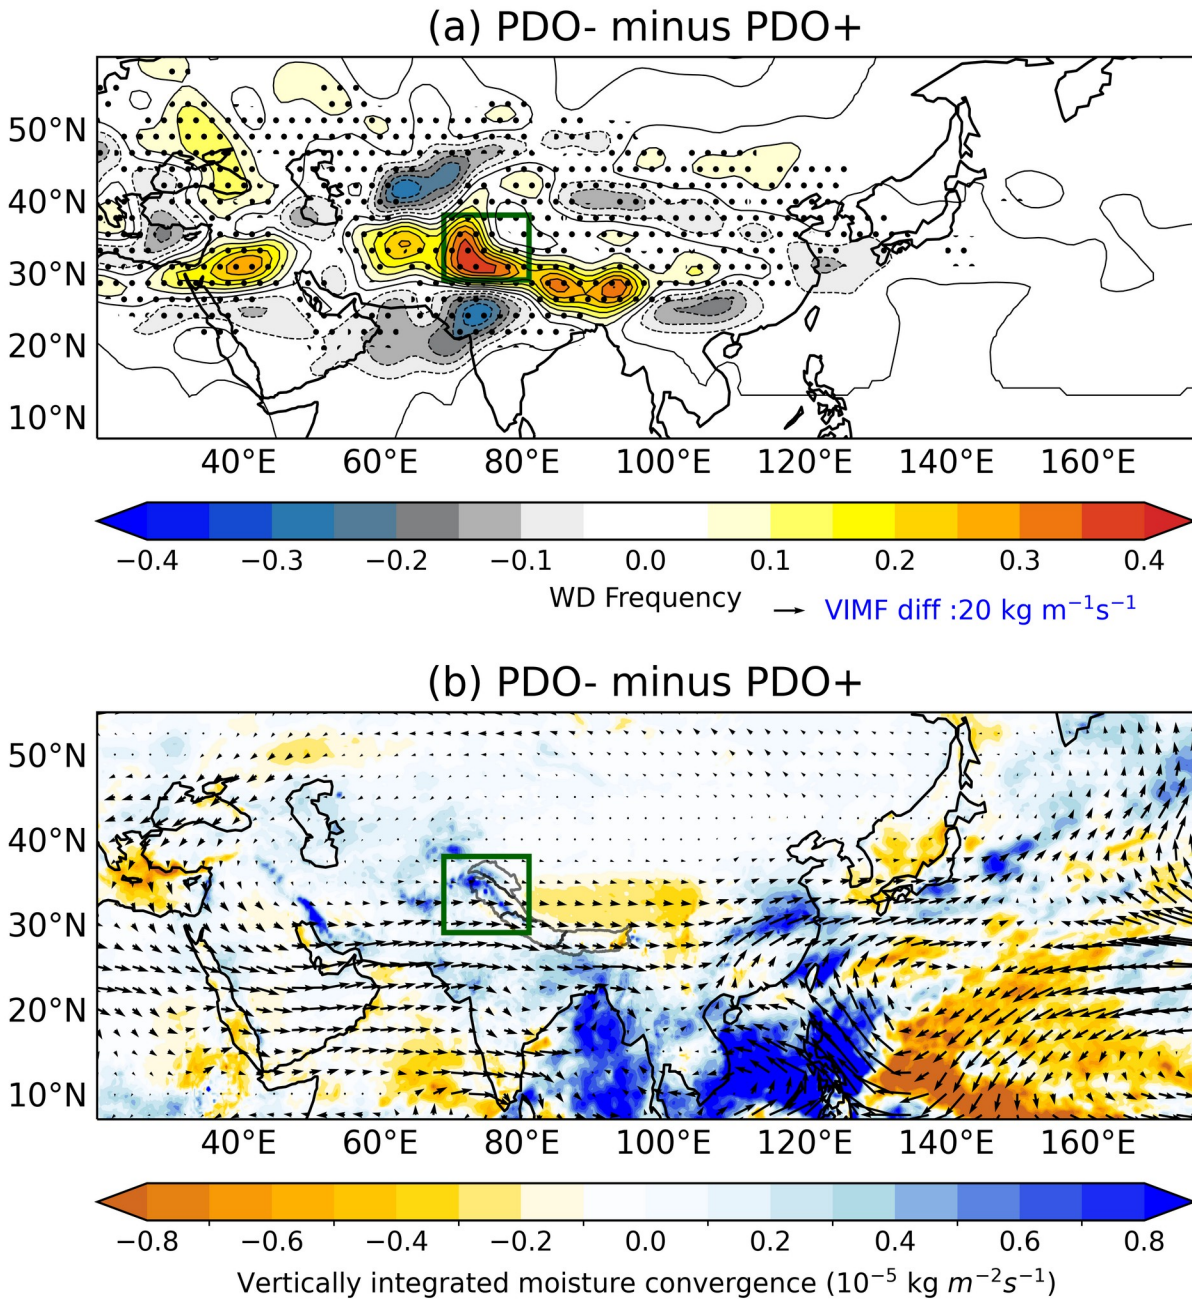 (a) PDO- minus PDO+
50°N
40°N
30°N
20°N
10°N
40°E 60°E 80°E 100°E 120°E 140°E 160°E
−0.4 −0.3 −0.2 −0.1 0.0 0.1 0.2 0.3 0.4
WD Frequency
VIMF diff :20 kg m⁻¹s⁻¹
(b) PDO- minus PDO+
50°N
40°N
30°N
20°N
10°N
40°E 60°E 80°E 100°E 120°E 140°E 160°E
−0.8 −0.6 −0.4 −0.2 0.0 0.2 0.4 0.6 0.8
Vertically integrated moisture convergence (10⁻⁵ kg m⁻²s⁻¹)